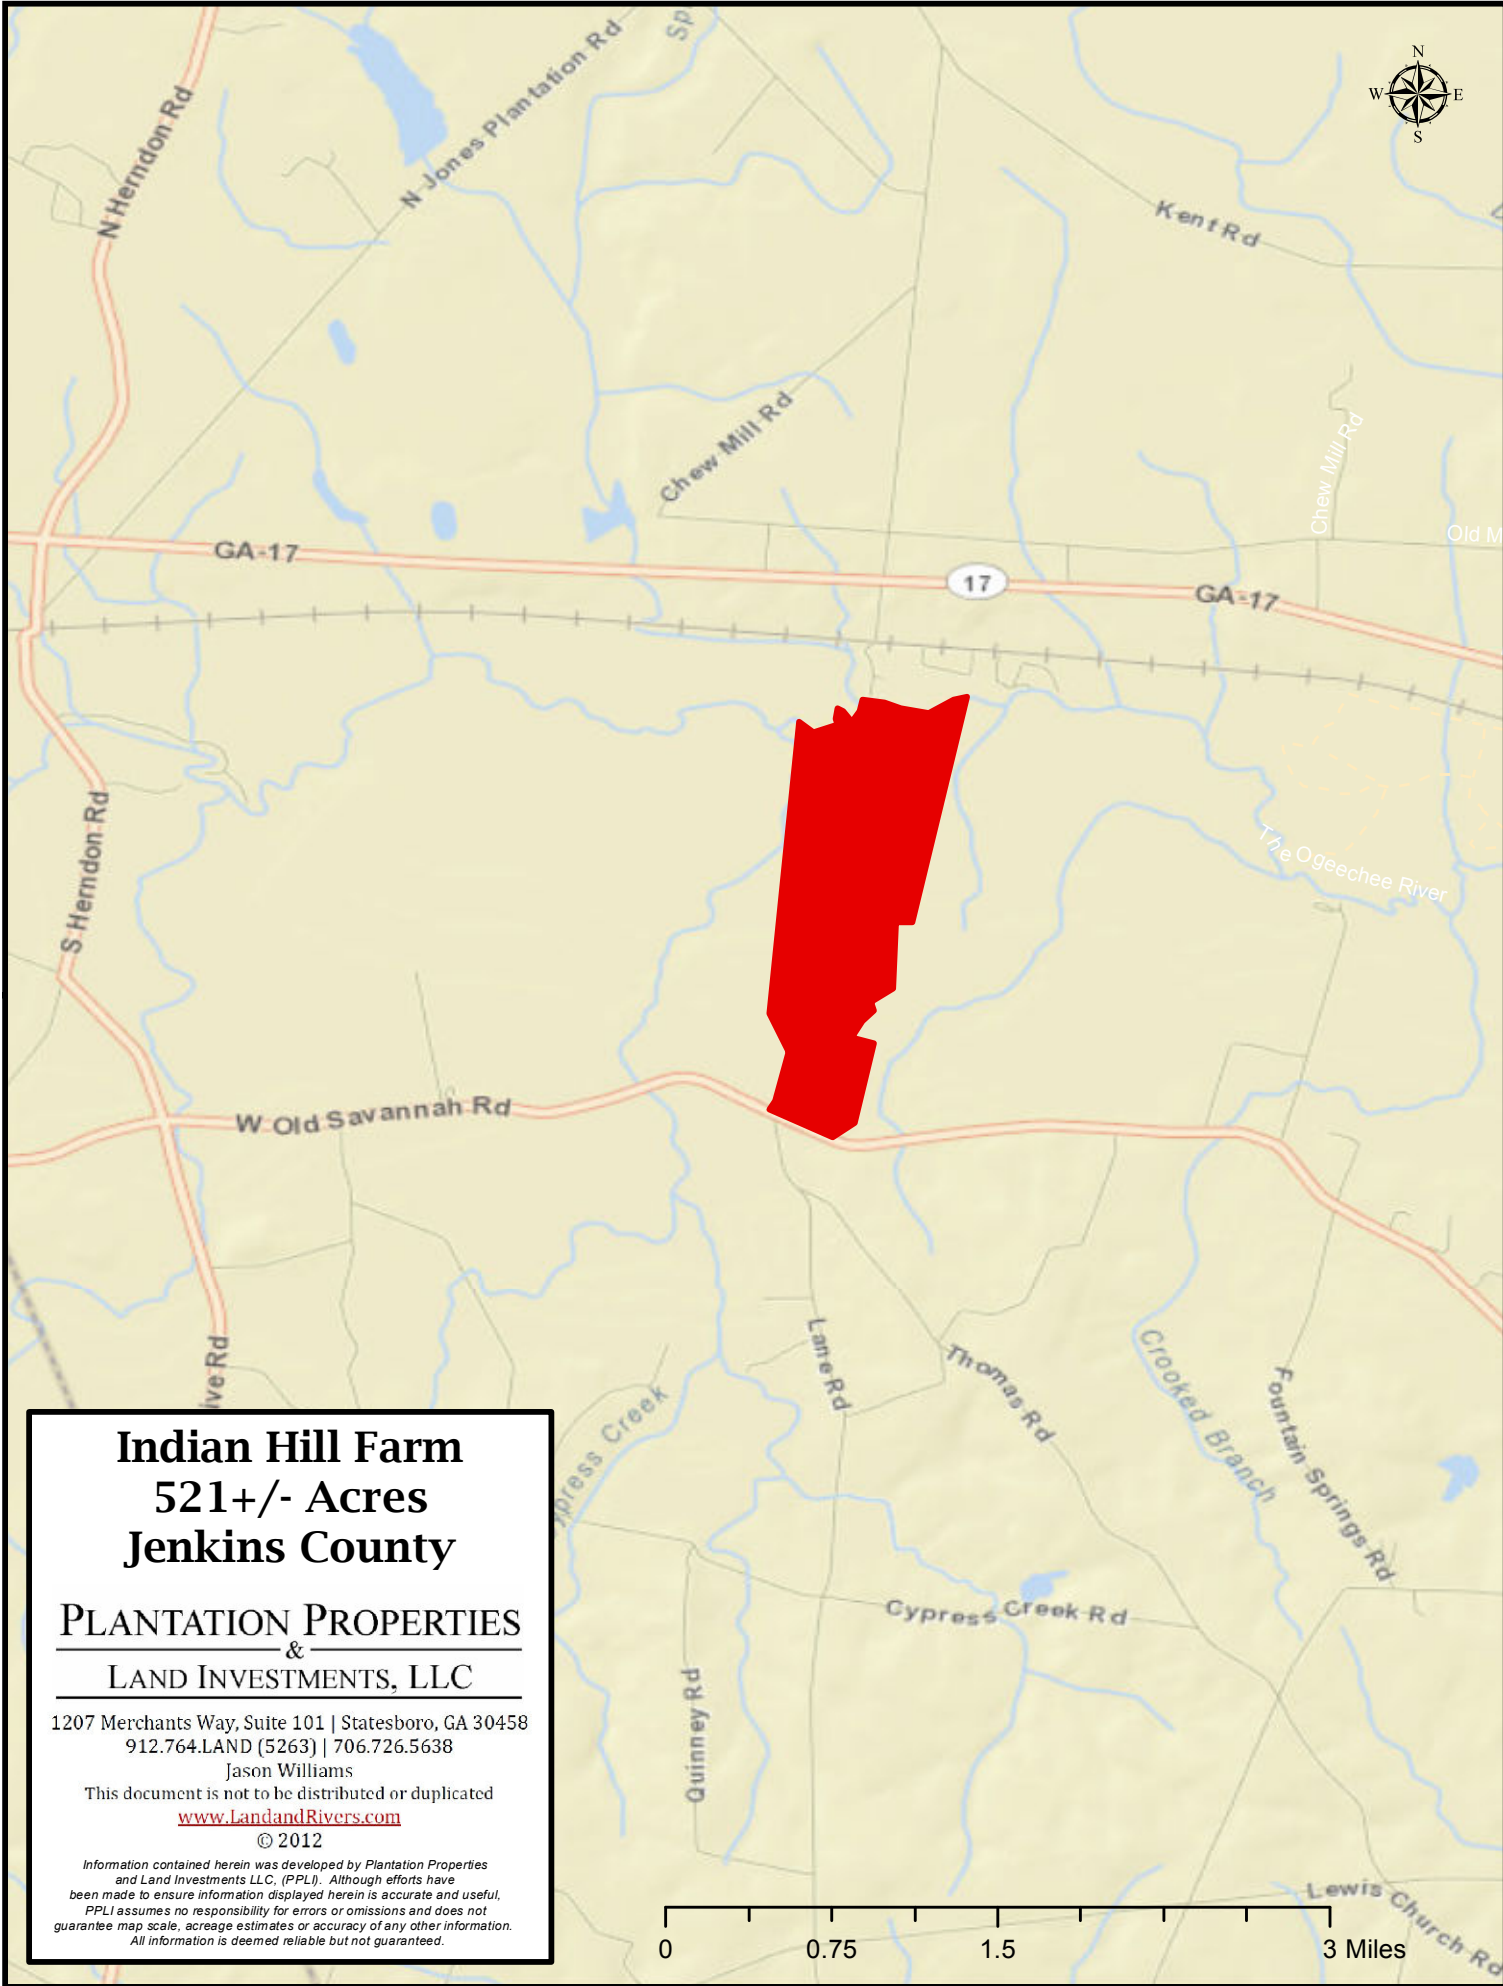 N
W E
S
Sp
N Jones Plantation Rd
N Herndon Rd
Kent Rd
Chew Mill Rd
Chew Mill Rd
Old M
GA-17
17
GA-17
The Ogeechee River
S Herndon Rd
W Old Savannah Rd
Lane Rd
Thomas Rd
Crooked Branch
Fountain Springs Rd
ive Rd
ypress Creek
Cypress Creek Rd
Quinney Rd
Lewis Church Rd
Indian Hill Farm
521+/- Acres
Jenkins County
PLANTATION PROPERTIES
&
LAND INVESTMENTS, LLC
1207 Merchants Way, Suite 101 | Statesboro, GA 30458
912.764.LAND (5263) | 706.726.5638
Jason Williams
This document is not to be distributed or duplicated
www.LandandRivers.com
© 2012
Information contained herein was developed by Plantation Properties
and Land Investments LLC, (PPLI). Although efforts have
been made to ensure information displayed herein is accurate and useful,
PPLI assumes no responsibility for errors or omissions and does not
guarantee map scale, acreage estimates or accuracy of any other information.
All information is deemed reliable but not guaranteed.
0 0.75 1.5 3 Miles